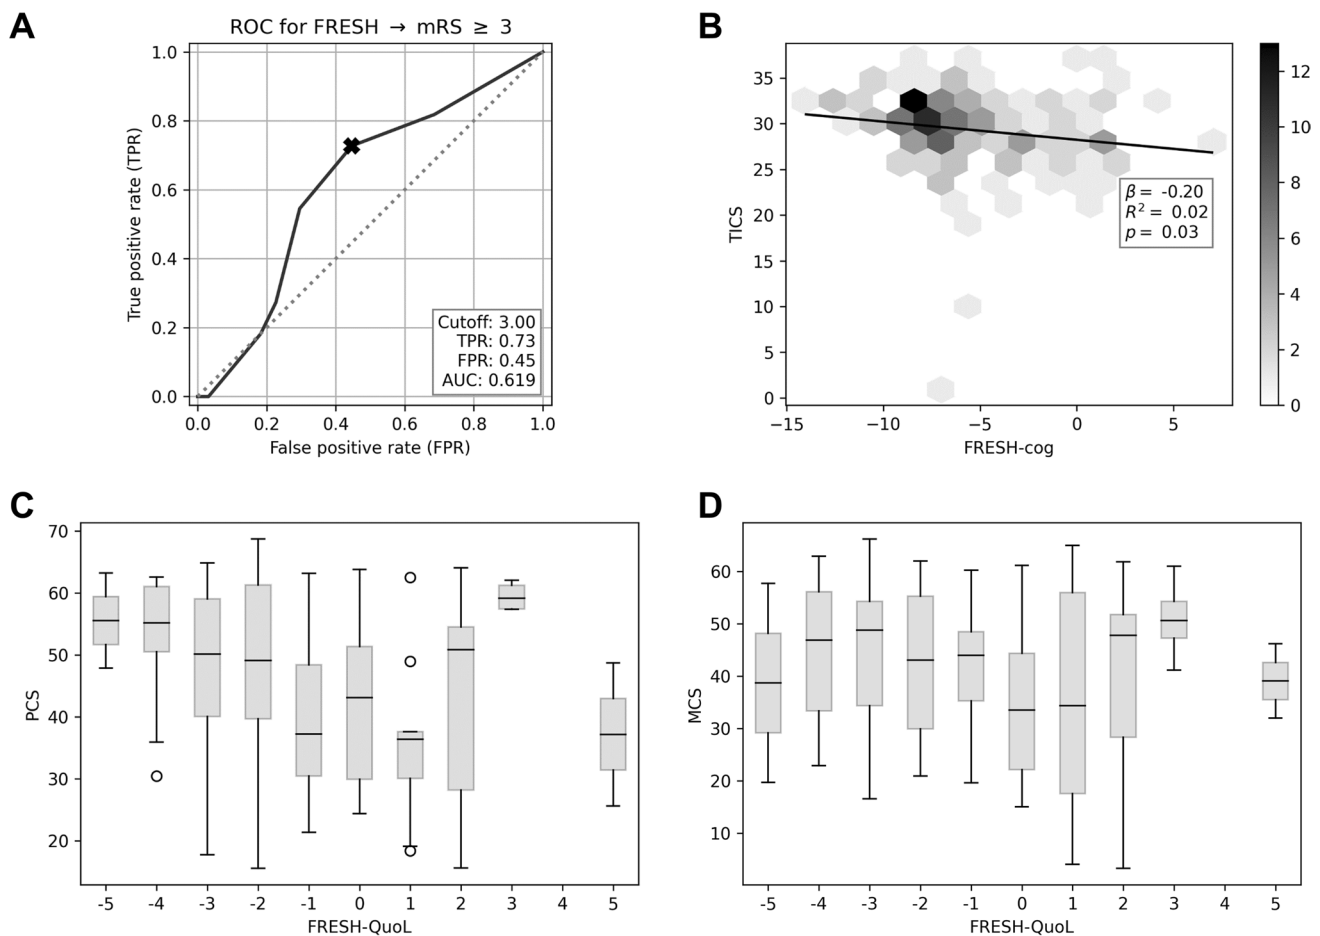 A
ROC for FRESH → mRS ≥ 3
1.0
0.8
0.6
0.4
0.2
0.0
True positive rate (TPR)
Cutoff: 3.00
TPR: 0.73
FPR: 0.45
AUC: 0.619
0.0 0.2 0.4 0.6 0.8 1.0
False positive rate (FPR)
B
35
30
25
20
15
10
5
0
TICS
β = -0.20
R² = 0.02
p = 0.03
−15 −10 −5 0 5
FRESH-cog
12
10
8
6
4
2
0
C
70
60
50
40
30
20
PCS
-5 -4 -3 -2 -1 0 1 2 3 4 5
FRESH-QuoL
D
60
50
40
30
20
10
MCS
-5 -4 -3 -2 -1 0 1 2 3 4 5
FRESH-QuoL